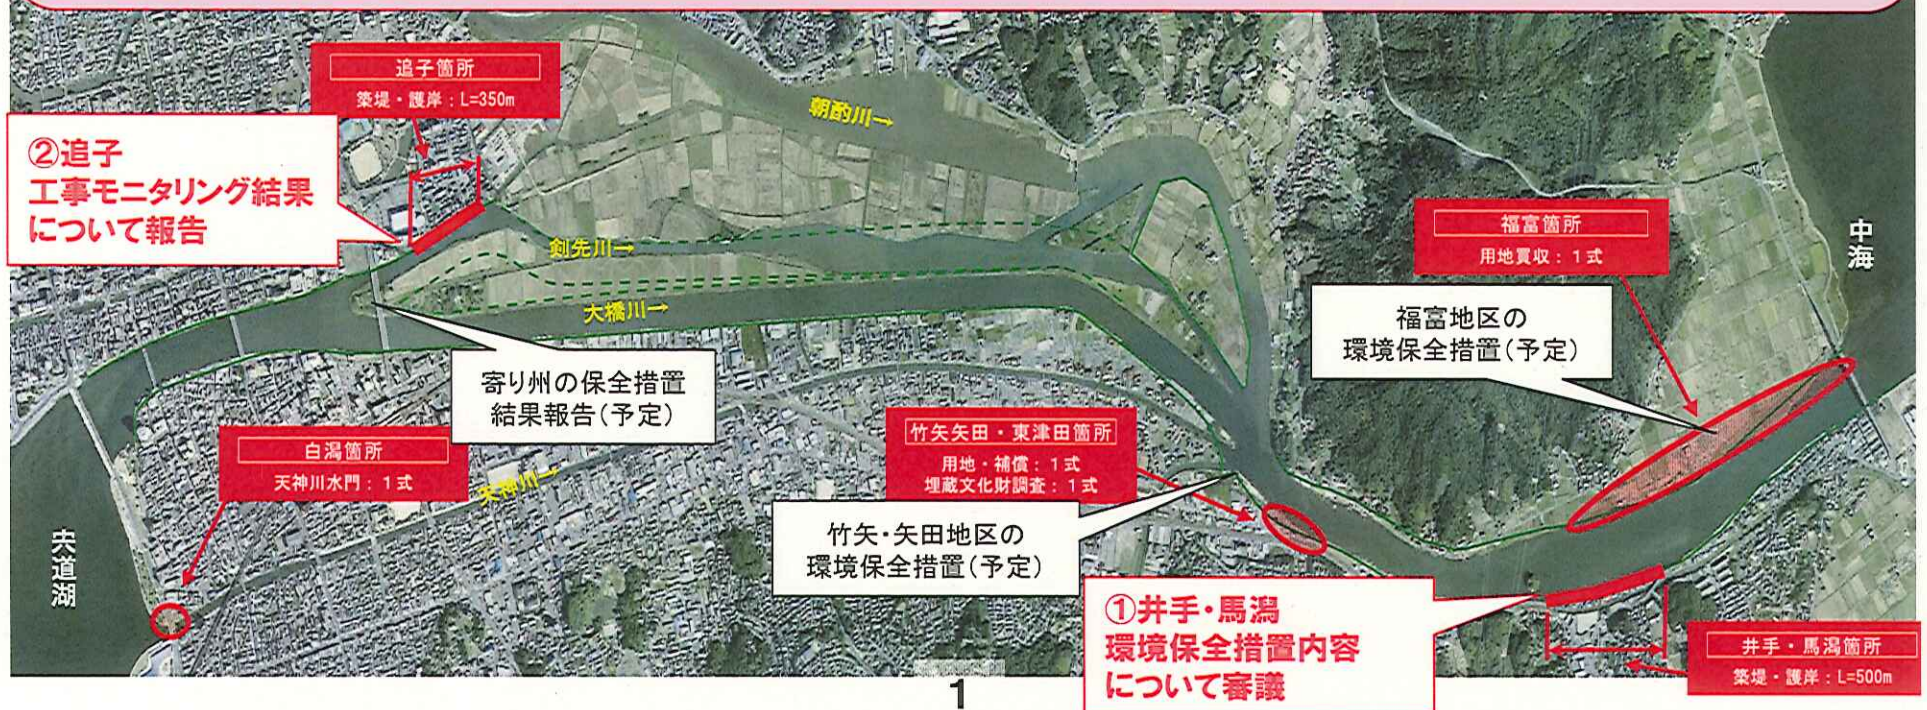 追子箇所
築堤・護岸：L=350m
②追子
工事モニタリング結果
について報告
朝酌川→
剣先川→
大橋川→
福富箇所
用地買収：1式
中海
福富地区の
環境保全措置(予定)
寄り州の保全措置
結果報告(予定)
白潟箇所
天神川水門：1式
天神川→
竹矢矢田・東津田箇所
用地・補償：1式
埋蔵文化財調査：1式
竹矢・矢田地区の
環境保全措置(予定)
宍道湖
①井手・馬潟
環境保全措置内容
について審議
井手・馬潟箇所
築堤・護岸：L=500m
1